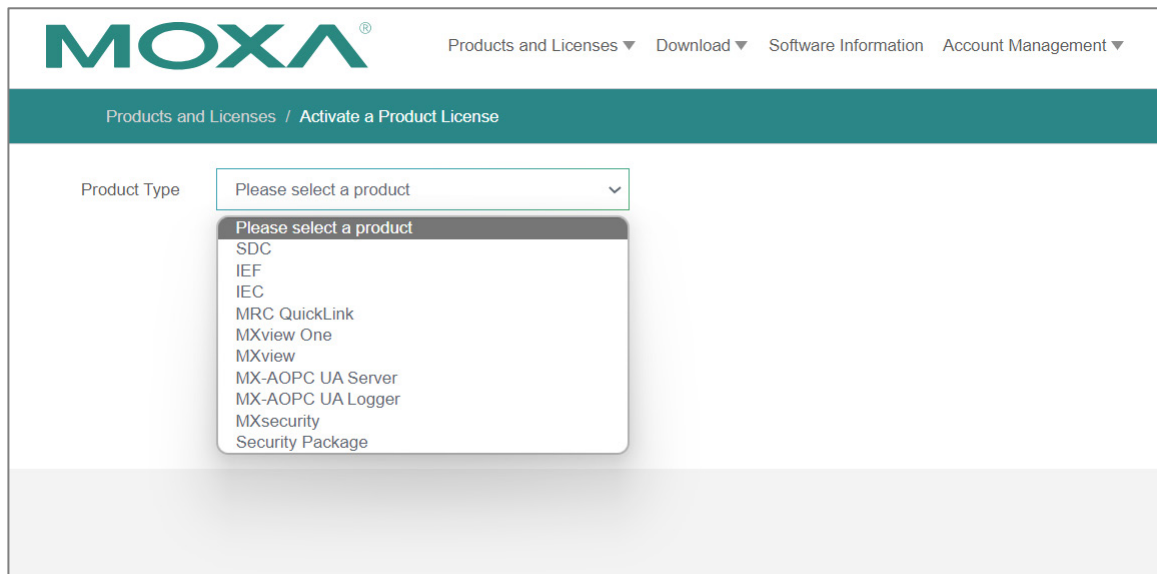 MOXA®
Products and Licenses ▼ Download ▼ Software Information Account Management ▼
Products and Licenses / Activate a Product License
Product Type Please select a product
Please select a product
SDC
IEF
IEC
MRC QuickLink
MXview One
MXview
MX-AOPC UA Server
MX-AOPC UA Logger
MXsecurity
Security Package